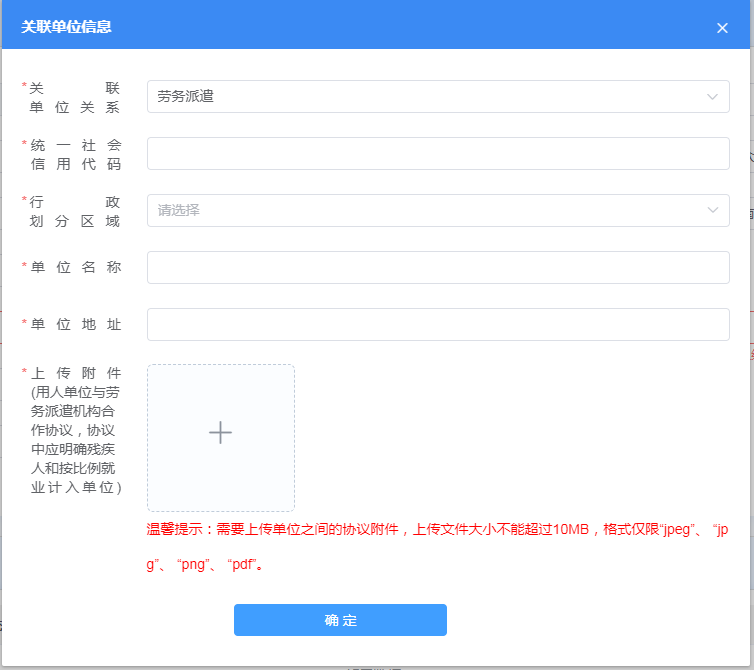 关联单位信息
*关联
单位关系
劳务派遣
*统一社会
信用代码
*行政
划分区域
请选择
*单位名称
*单位地址
*上传附件
(用人单位与劳
务派遣机构合
作协议，协议
中应明确残疾
人和按比例就
业计入单位)
温馨提示：需要上传单位之间的协议附件，上传文件大小不能超过10MB，格式仅限“jpeg”、 “jp
g”、 “png”、 “pdf”。
确 定